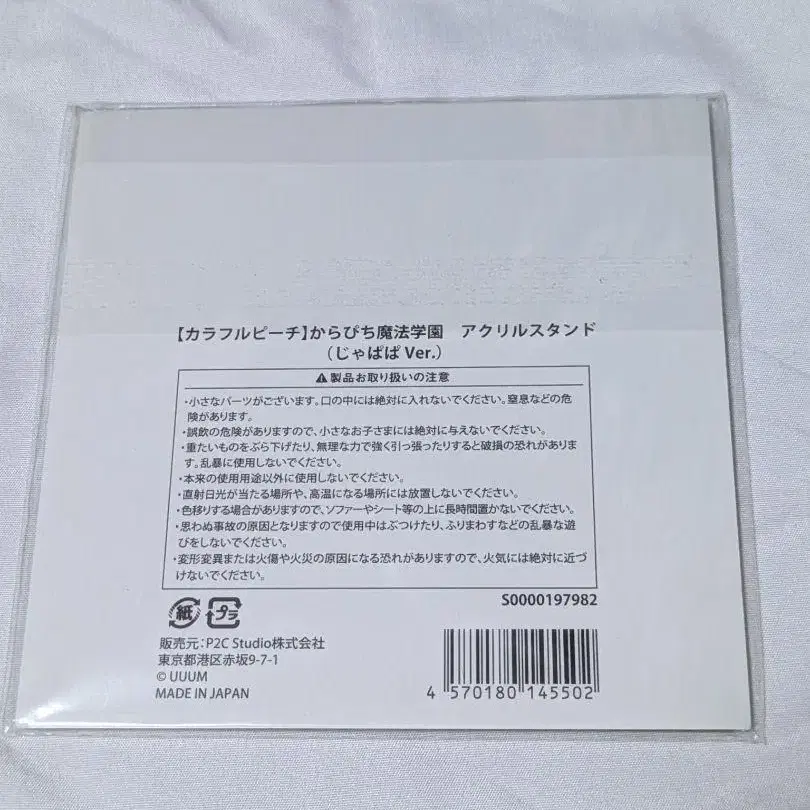 【カラフルピーチ】からぴち魔法学園　アクリルスタンド
（じゃぱぱ Ver.）
⚠製品お取り扱いの注意
・小さなパーツがございます。口の中には絶対に入れないでください。窒息などの危
険があります。
・誤飲の危険がありますので、小さなお子さまには絶対に与えないでください。
・重たいものをぶら下げたり、無理な力で強く引っ張ったりすると破損の恐れがありま
す。乱暴に使用しないでください。
・本来の使用用途以外に使用しないでください。
・直射日光が当たる場所や、高温になる場所には放置しないでください。
・色移りする場合がありますので、ソファーやシート等の上に長時間置かないでください。
・思わぬ事故の原因となりますので使用中はぶつけたり、ふりまわすなどの乱暴な遊
びをしないでください。
・変形変異または火傷や火災の原因になる恐れがありますので、火気には絶対に近づ
けないでください。
S0000197982
紙 プラ
販売元：P2C Studio株式会社
東京都港区赤坂9-7-1
© UUUM
MADE IN JAPAN
4 570180 145502